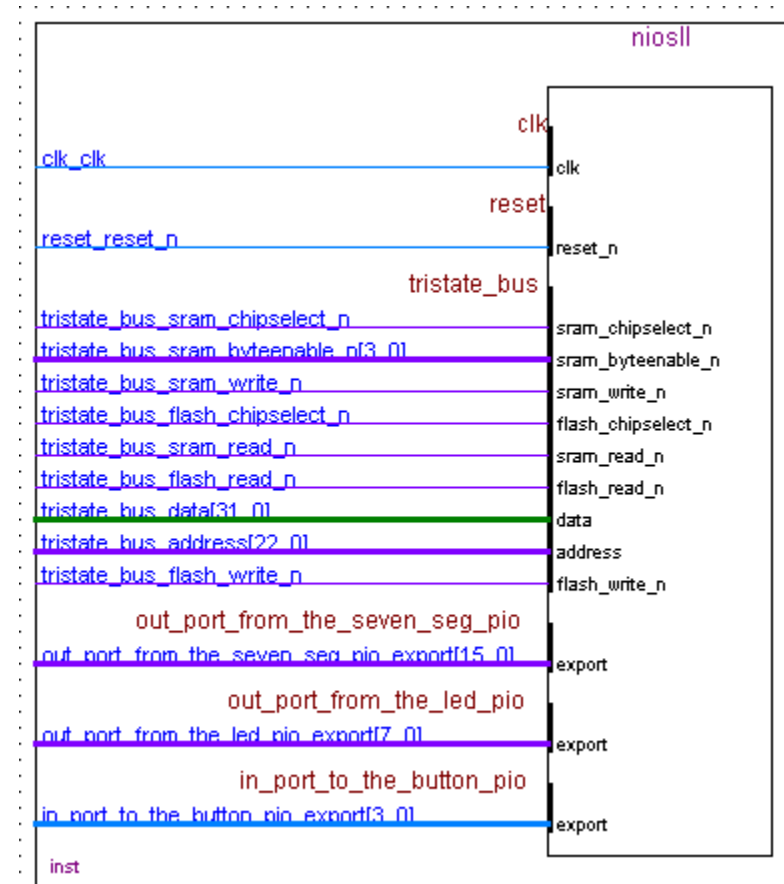 niosII
clk
clk_clk
clk
reset
reset_reset_n
reset_n
tristate_bus
tristate_bus_sram_chipselect_n
sram_chipselect_n
tristate_bus_sram_byteenable_n[3..0]
sram_byteenable_n
tristate_bus_sram_write_n
sram_write_n
tristate_bus_flash_chipselect_n
flash_chipselect_n
tristate_bus_sram_read_n
sram_read_n
tristate_bus_flash_read_n
flash_read_n
tristate_bus_data[31..0]
data
tristate_bus_address[22..0]
address
tristate_bus_flash_write_n
flash_write_n
out_port_from_the_seven_seg_pio
out_port_from_the_seven_seg_pio_export[15..0]
export
out_port_from_the_led_pio
out_port_from_the_led_pio_export[7..0]
export
in_port_to_the_button_pio
in_port_to_the_button_pio_export[3..0]
export
inst